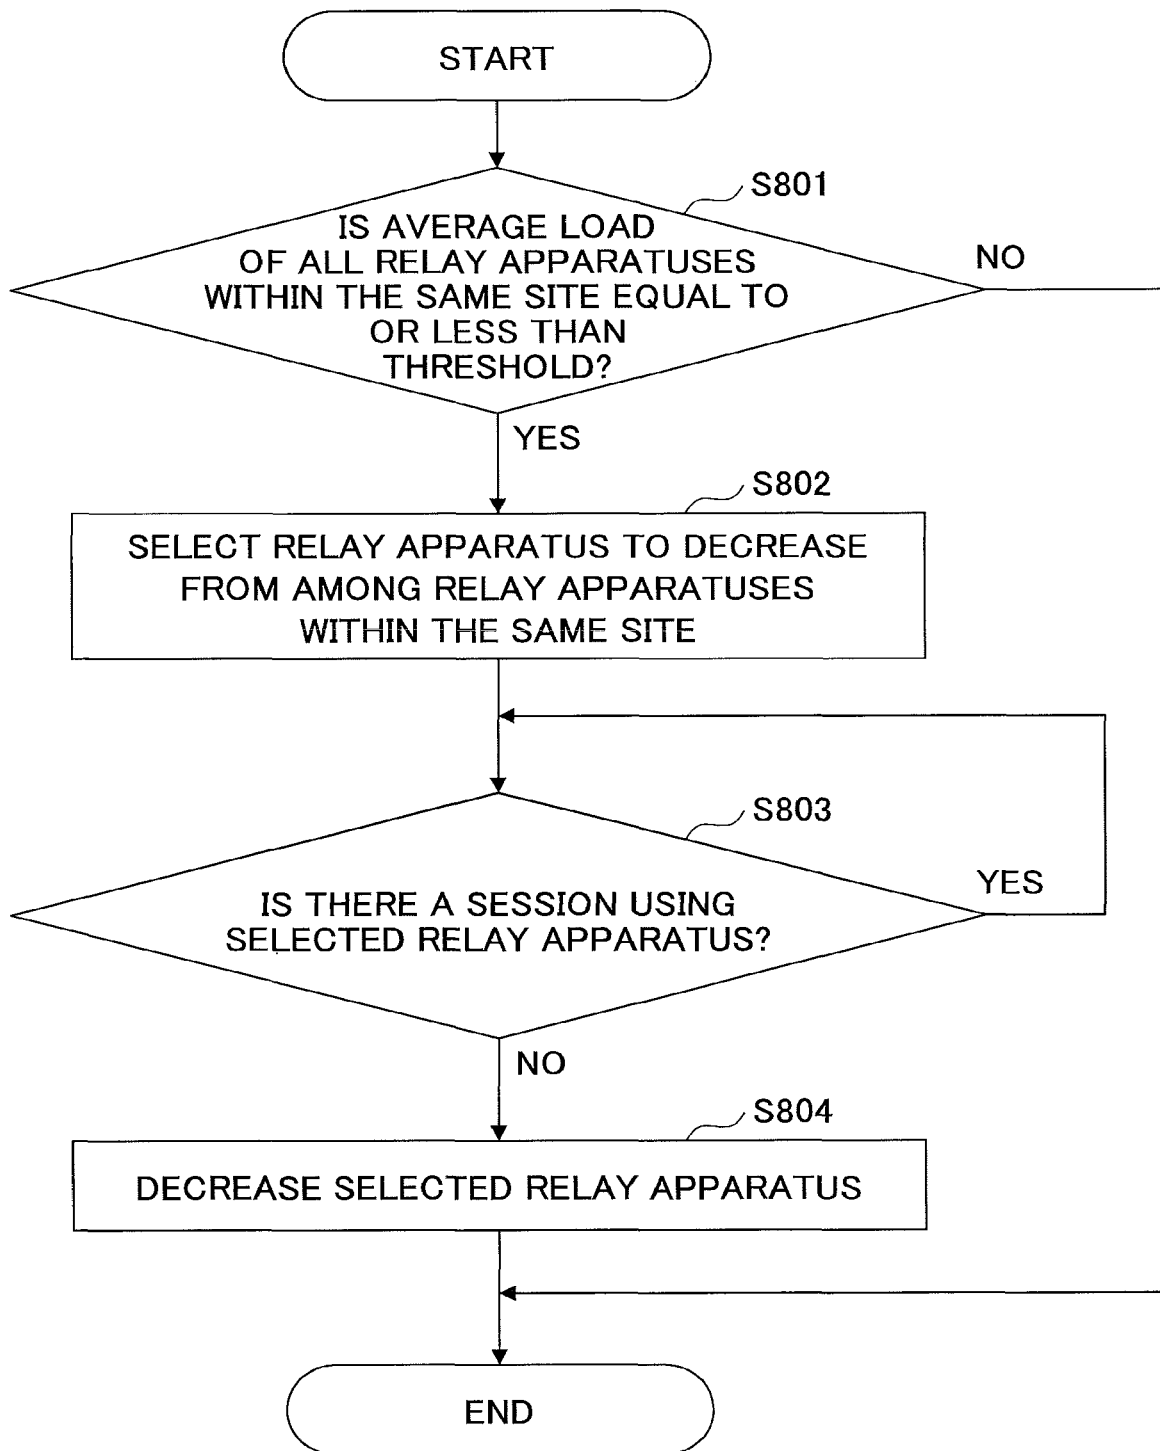 START
S801
IS AVERAGE LOAD
OF ALL RELAY APPARATUSES
WITHIN THE SAME SITE EQUAL TO
OR LESS THAN
THRESHOLD?
NO
YES
S802
SELECT RELAY APPARATUS TO DECREASE
FROM AMONG RELAY APPARATUSES
WITHIN THE SAME SITE
S803
IS THERE A SESSION USING
SELECTED RELAY APPARATUS?
YES
NO
S804
DECREASE SELECTED RELAY APPARATUS
END